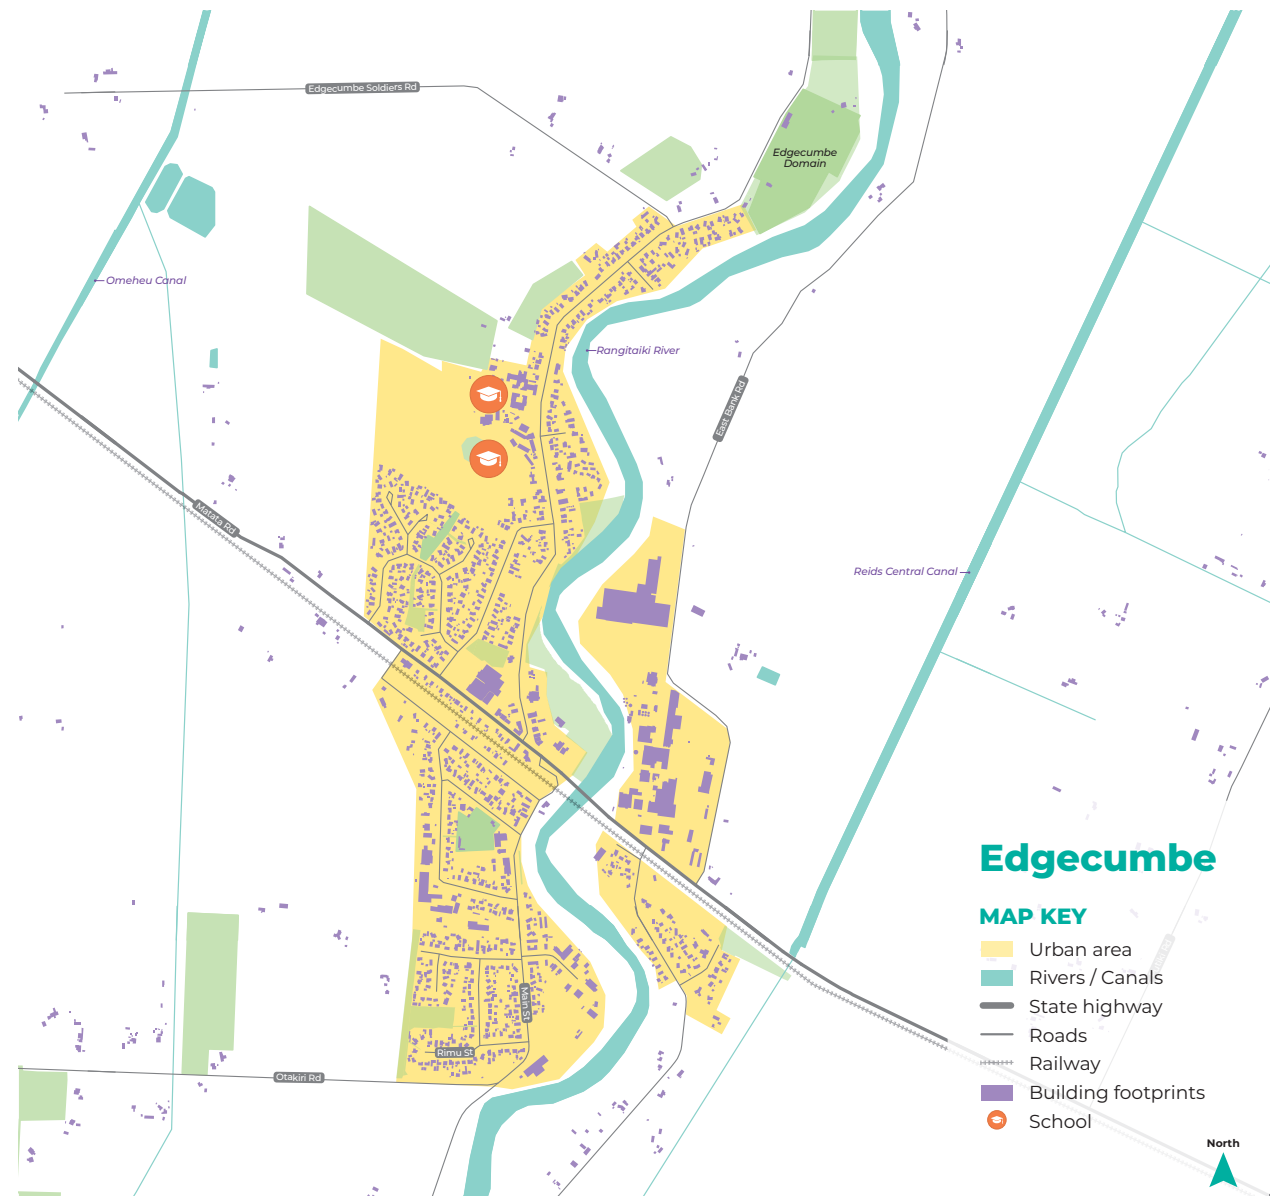 Edgecumbe Soldiers Rd
Edgecumbe
Domain
Omeheu Canal
Rangitaiki River
East Bank Rd
Matata Rd
Reids Central Canal
Main St
Rimu St
Otakiri Rd
Edgecumbe
MAP KEY
Urban area
Rivers / Canals
State highway
Roads
Railway
Building footprints
School
North